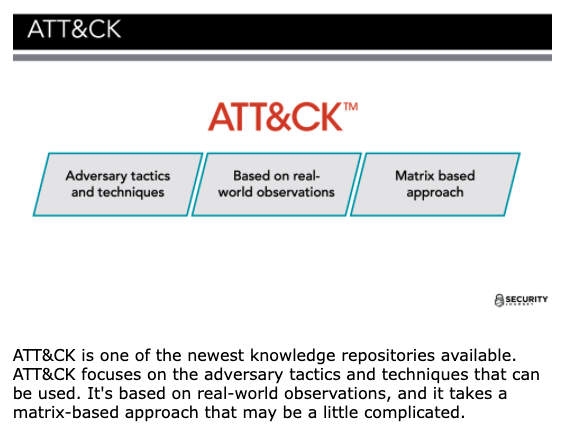 ATT&CK
ATT&CK™
Adversary tactics
and techniques
Based on real-
world observations
Matrix based
approach
SECURITY
JOURNEY
ATT&CK is one of the newest knowledge repositories available.
ATT&CK focuses on the adversary tactics and techniques that can
be used. It's based on real-world observations, and it takes a
matrix-based approach that may be a little complicated.